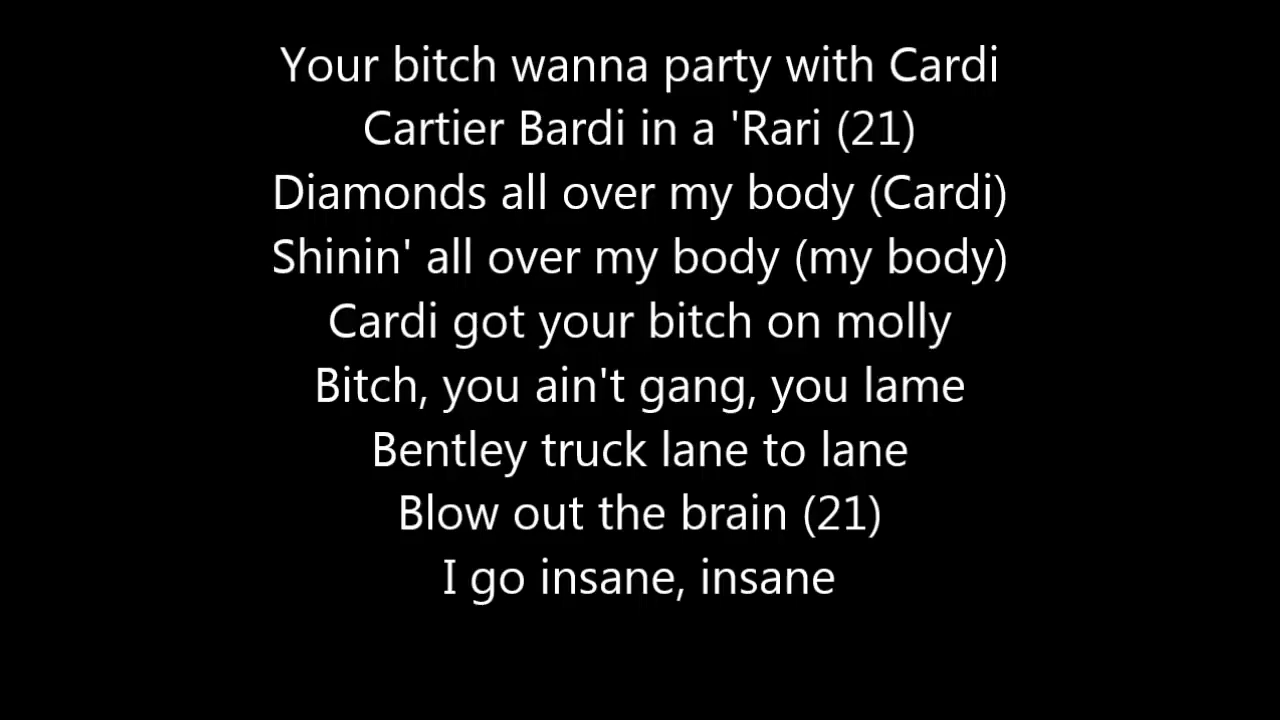 Your bitch wanna party with Cardi
Cartier Bardi in a 'Rari (21)
Diamonds all over my body (Cardi)
Shinin' all over my body (my body)
Cardi got your bitch on molly
Bitch, you ain't gang, you lame
Bentley truck lane to lane
Blow out the brain (21)
I go insane, insane